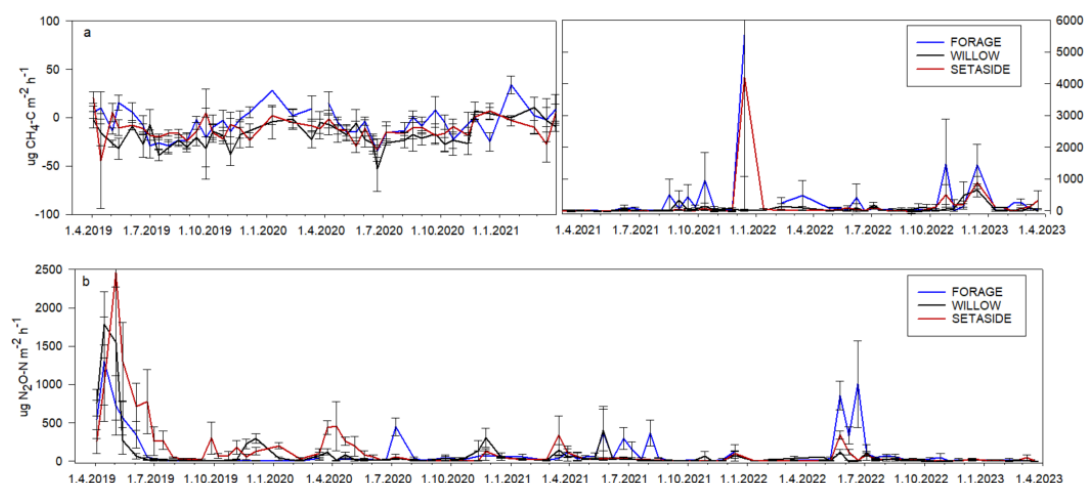 a
100
50
0
-50
-100
ug CH4-C m-2 h-1
1.4.2019 1.7.2019 1.10.2019 1.1.2020 1.4.2020 1.7.2020 1.10.2020 1.1.2021
FORAGE
WILLOW
SETASIDE
6000
5000
4000
3000
2000
1000
0
1.4.2021 1.7.2021 1.10.2021 1.1.2022 1.4.2022 1.7.2022 1.10.2022 1.1.2023 1.4.2023
b
2500
2000
1500
1000
500
0
ug N2O-N m-2 h-1
FORAGE
WILLOW
SETASIDE
1.4.2019 1.7.2019 1.10.2019 1.1.2020 1.4.2020 1.7.2020 1.10.2020 1.1.2021 1.4.2021 1.7.2021 1.10.2021 1.1.2022 1.4.2022 1.7.2022 1.10.2022 1.1.2023 1.4.2023